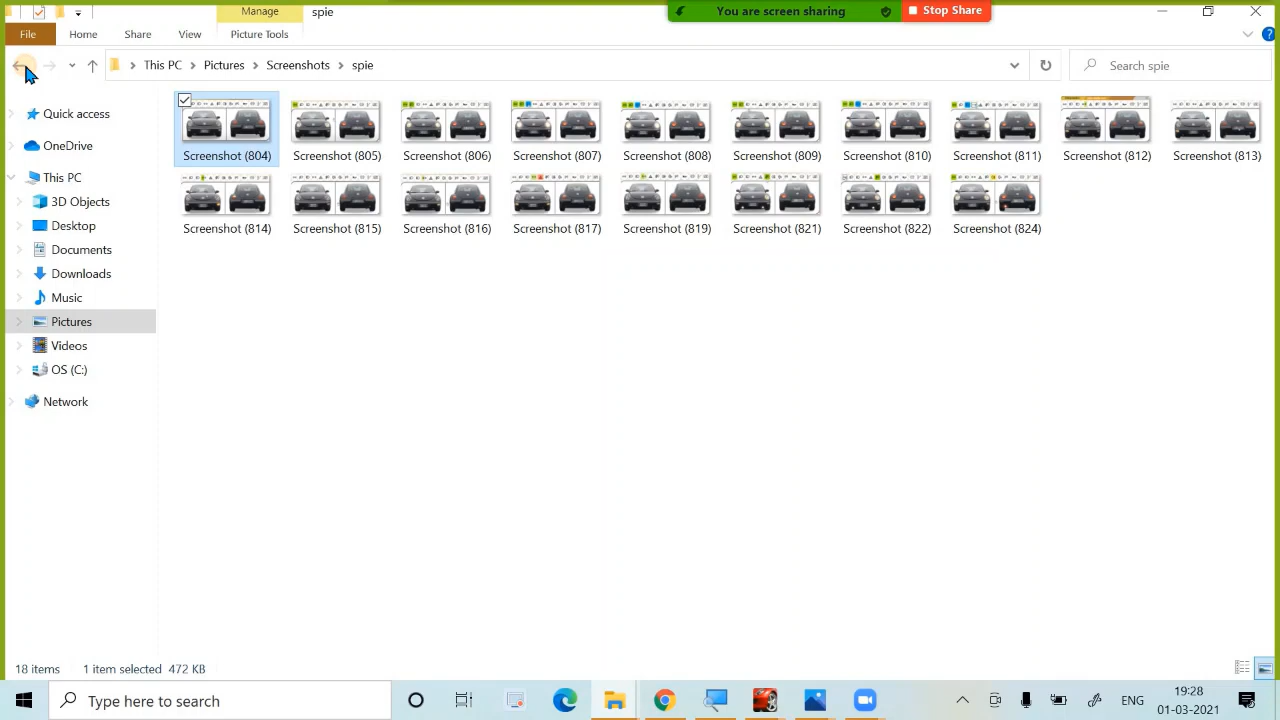 Manage
spie
You are screen sharing
Stop Share
File
Home
Share
View
Picture Tools
This PC
Pictures
Screenshots
spie
Search spie
Quick access
OneDrive
This PC
3D Objects
Desktop
Documents
Downloads
Music
Pictures
Videos
OS (C:)
Network
Screenshot (804)
Screenshot (805)
Screenshot (806)
Screenshot (807)
Screenshot (808)
Screenshot (809)
Screenshot (810)
Screenshot (811)
Screenshot (812)
Screenshot (813)
Screenshot (814)
Screenshot (815)
Screenshot (816)
Screenshot (817)
Screenshot (819)
Screenshot (821)
Screenshot (822)
Screenshot (824)
18 items
1 item selected 472 KB
Type here to search
ENG
19:28
01-03-2021